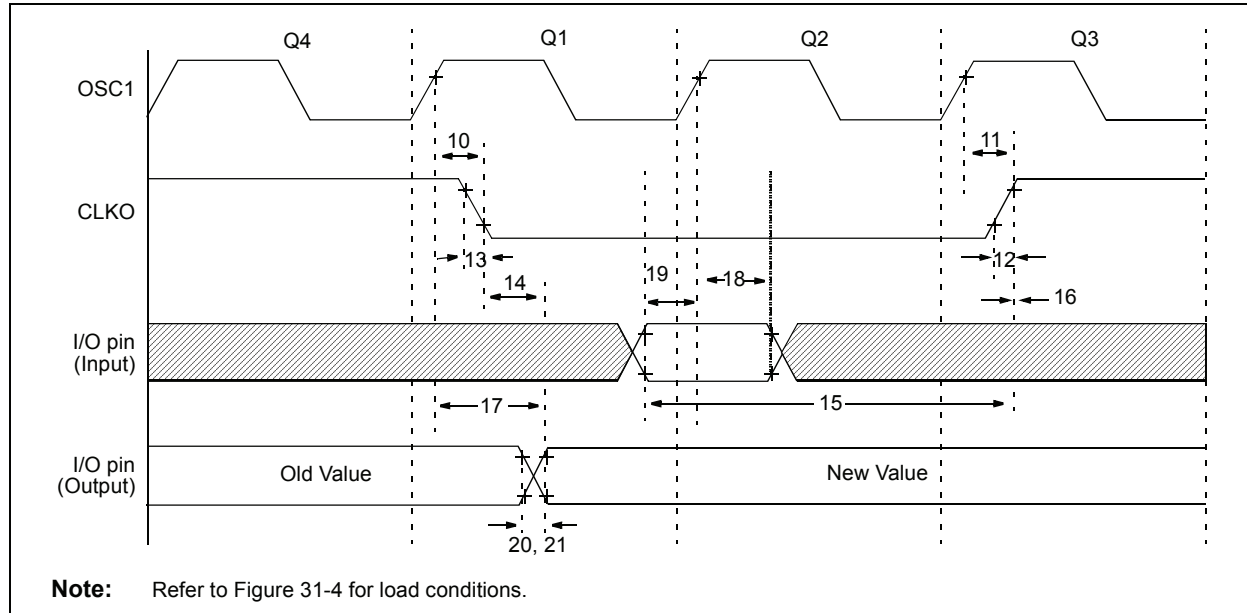 Q4 Q1 Q2 Q3
OSC1
10 11
CLKO
13 14 19 18 12
16
I/O pin
(Input)
17 15
I/O pin
(Output)
Old Value New Value
20, 21
Note: Refer to Figure 31-4 for load conditions.